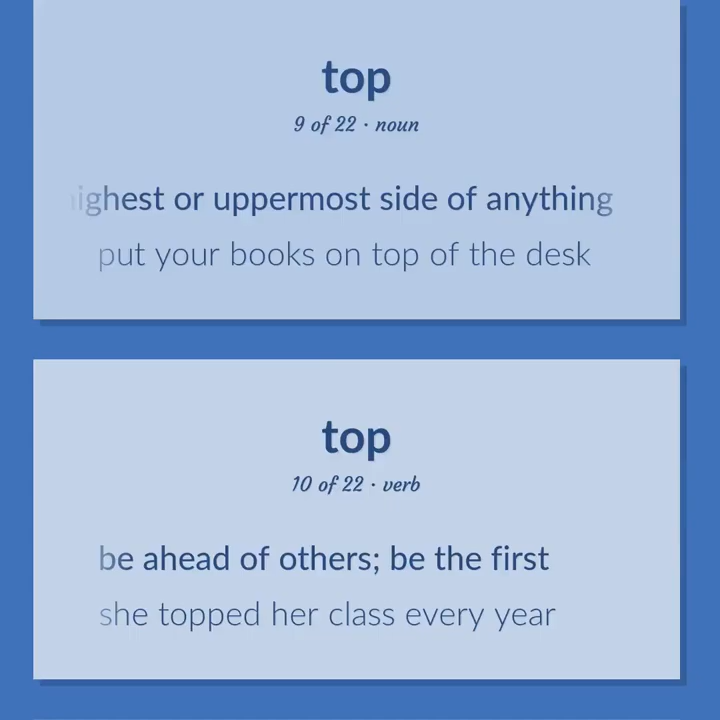 top
9 of 22 · noun
highest or uppermost side of anything
put your books on top of the desk
top
10 of 22 · verb
be ahead of others; be the first
she topped her class every year